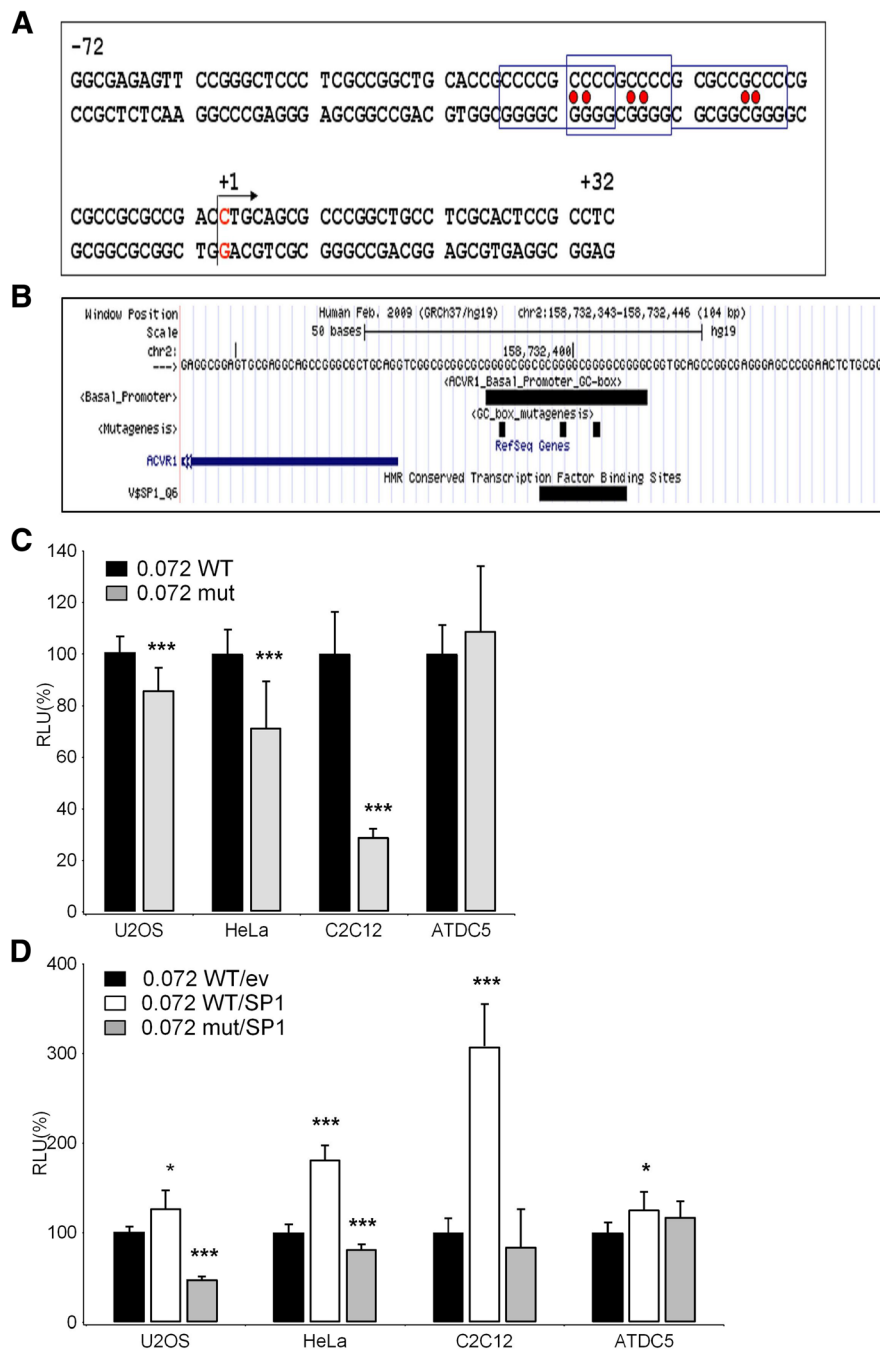 A
-72
GGCGAGAGTT CCGGGCTCCC TCGCCGGCTG CACCGCCCCG CCCCGCCCCG CGCCGCCCCG
CCGCTCTCAA GGCCCGAGGG AGCGGCCGAC GTGGCGGGGC GGGGCGGGGC GCGGCGGGGC
+1 +32
CGCCGCGCCG ACCTGCAGCG CCCGGCTGCC TCGCACTCCG CCTC
GCGGCGCGGC TGGACGTCGC GGGCCGACGG AGCGTGAGGC GGAG
B
Window Position Human Feb. 2009 (GRCh37/hg19) chr2:158,732,343-158,732,446 (104 bp)
Scale 50 bases hg19
chr2: 158,732,400
---> GAGGCGGAGTGCGAGGCAGCCGGGCGCTGCAGGTCGGCGCGGCGCGGGGCGGCGCGGGGCGGGGCGGGGCGGTGCAGCCGGCGAGGGAGCCCGGAACTCTCGCC
<ACVR1_Basal_Promoter_GC-box>
<Basal_Promoter>
<GC_box_mutagenesis>
<Mutagenesis>
RefSeq Genes
ACVR1
HMR Conserved Transcription Factor Binding Sites
V$SP1_Q6
C
140
120
100
80
60
40
20
0
RLU(%)
0.072 WT
0.072 mut
*** *** ***
U2OS HeLa C2C12 ATDC5
D
400
300
200
100
0
RLU(%)
0.072 WT/ev
0.072 WT/SP1
0.072 mut/SP1
***
***
* *
***
***
U2OS HeLa C2C12 ATDC5